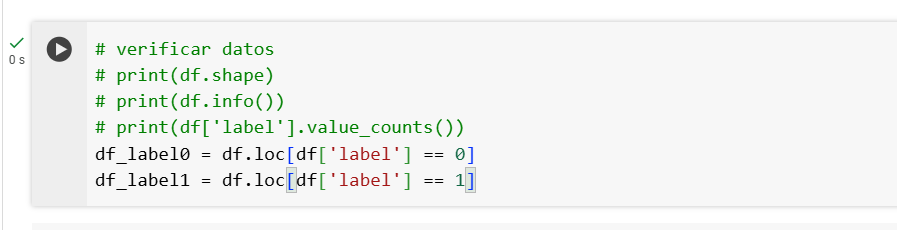 0 s
# verificar datos
# print(df.shape)
# print(df.info())
# print(df['label'].value_counts())
df_label0 = df.loc[df['label'] == 0]
df_label1 = df.loc[df['label'] == 1]